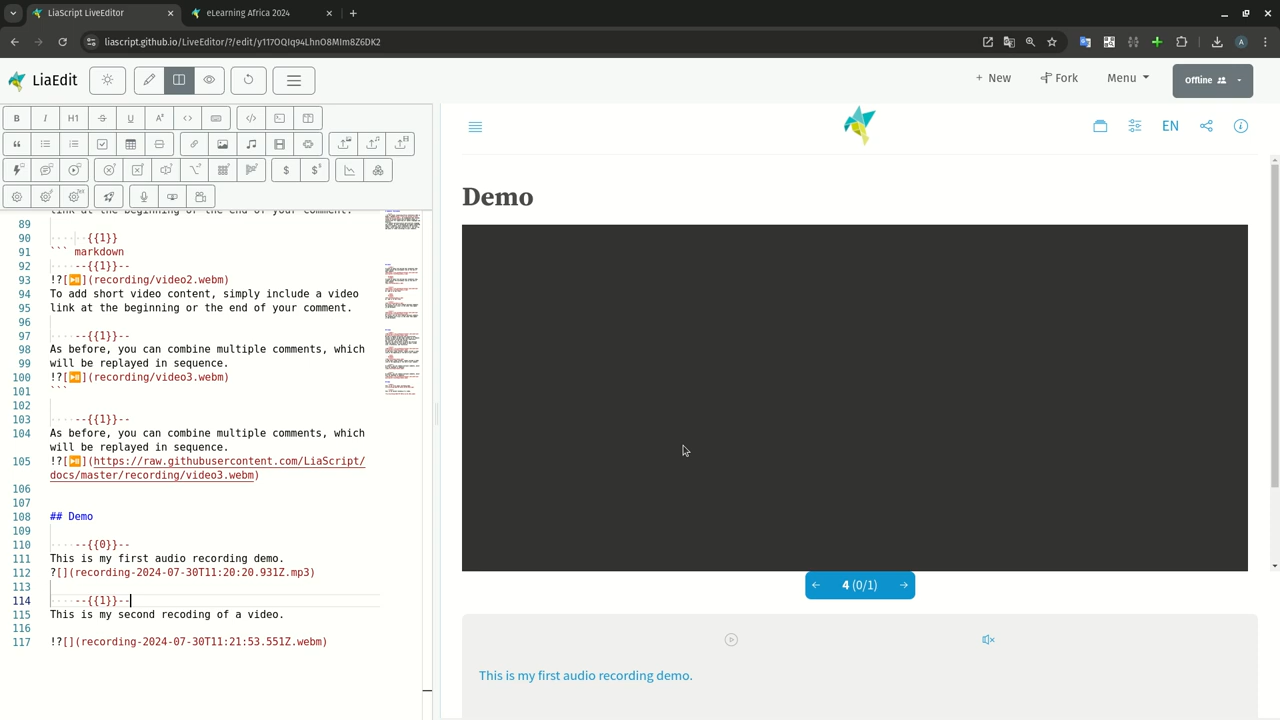 LiaScript LiveEditor
eLearning Africa 2024
liascript.github.io/LiveEditor/?/edit/y117OQIq94LhnO8MIm8Z6DK2
LiaEdit
New
Fork
Menu
Offline
B I H1
EN
link at the beginning of the end of your comment.
89
90 {{1}}
91 ``` markdown
92 --{{1}}--
93 !?[⏯️](recording/video2.webm)
94 To add short video content, simply include a video
95 link at the beginning or the end of your comment.
96
97 --{{1}}--
98 As before, you can combine multiple comments, which
99 will be replayed in sequence.
100 !?[⏯️](recording/video3.webm)
101 ```
102
103 --{{1}}--
104 As before, you can combine multiple comments, which
will be replayed in sequence.
105 !?[⏯️](https://raw.githubusercontent.com/LiaScript/
docs/master/recording/video3.webm)
106
107
108 ## Demo
109
110 --{{0}}--
111 This is my first audio recording demo.
112 ?[](recording-2024-07-30T11:20:20.931Z.mp3)
113
114 --{{1}}--
115 This is my second recoding of a video.
116
117 !?[](recording-2024-07-30T11:21:53.551Z.webm)
Demo
4 (0/1)
This is my first audio recording demo.